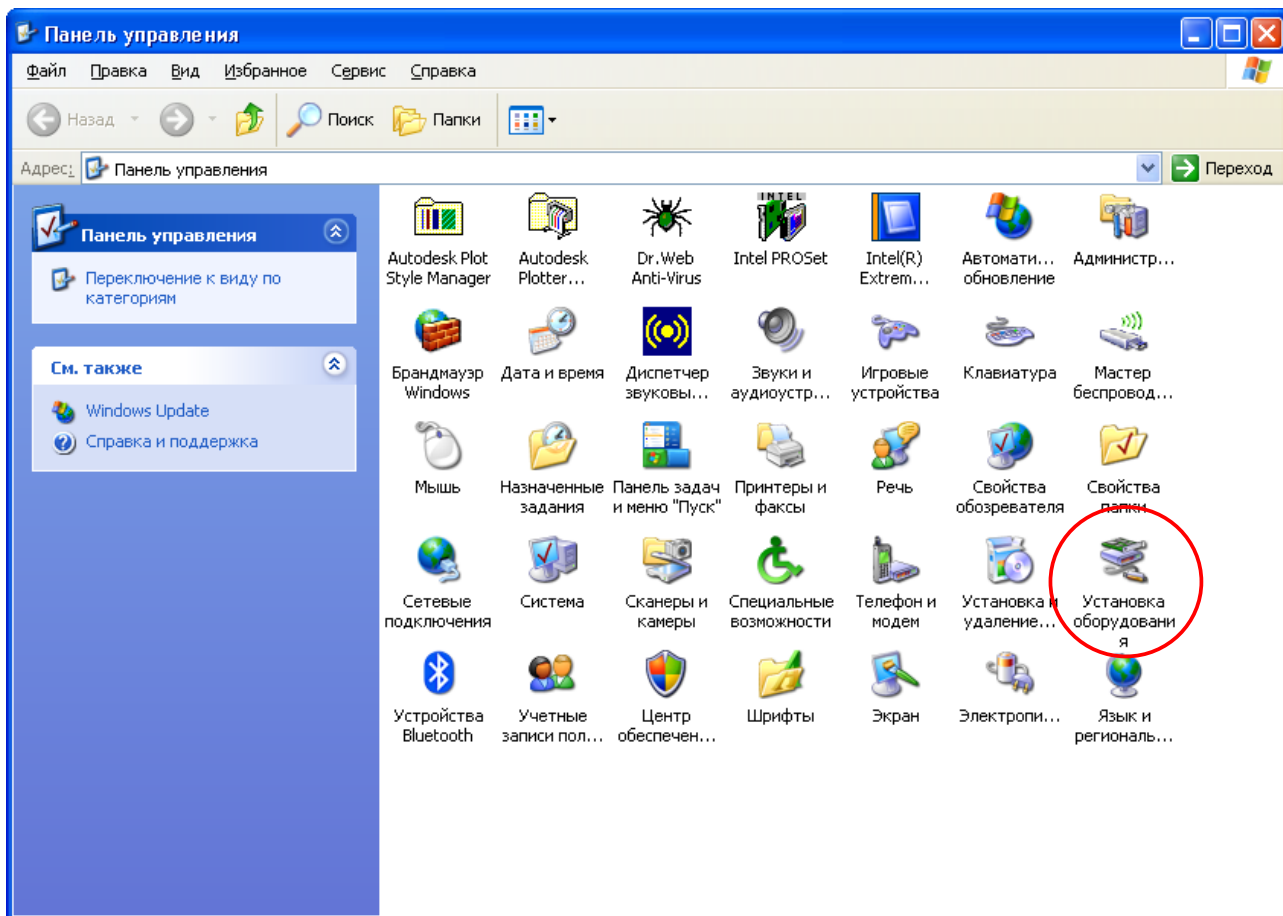 Панель управления
Файл Правка Вид Избранное Сервис Справка
Назад Поиск Папки
Адрес: Панель управления Переход
Панель управления
Переключение к виду по
категориям
См. также
Windows Update
Справка и поддержка
INTEL
Autodesk Plot Autodesk Dr.Web Intel PROSet Intel(R) Автомати... Администр...
Style Manager Plotter... Anti-Virus Extrem... обновление
Брандмауэр Дата и время Диспетчер Звуки и Игровые Клавиатура Мастер
Windows звуковы... аудиоустр... устройства беспровод...
Мышь Назначенные Панель задач Принтеры и Речь Свойства Свойства
задания и меню "Пуск" факсы обозревателя папки
Сетевые Система Сканеры и Специальные Телефон и Установка и Установка
подключения камеры возможности модем удаление... оборудовани
я
Устройства Учетные Центр Шрифты Экран Электропи... Язык и
Bluetooth записи пол... обеспечен... региональ...